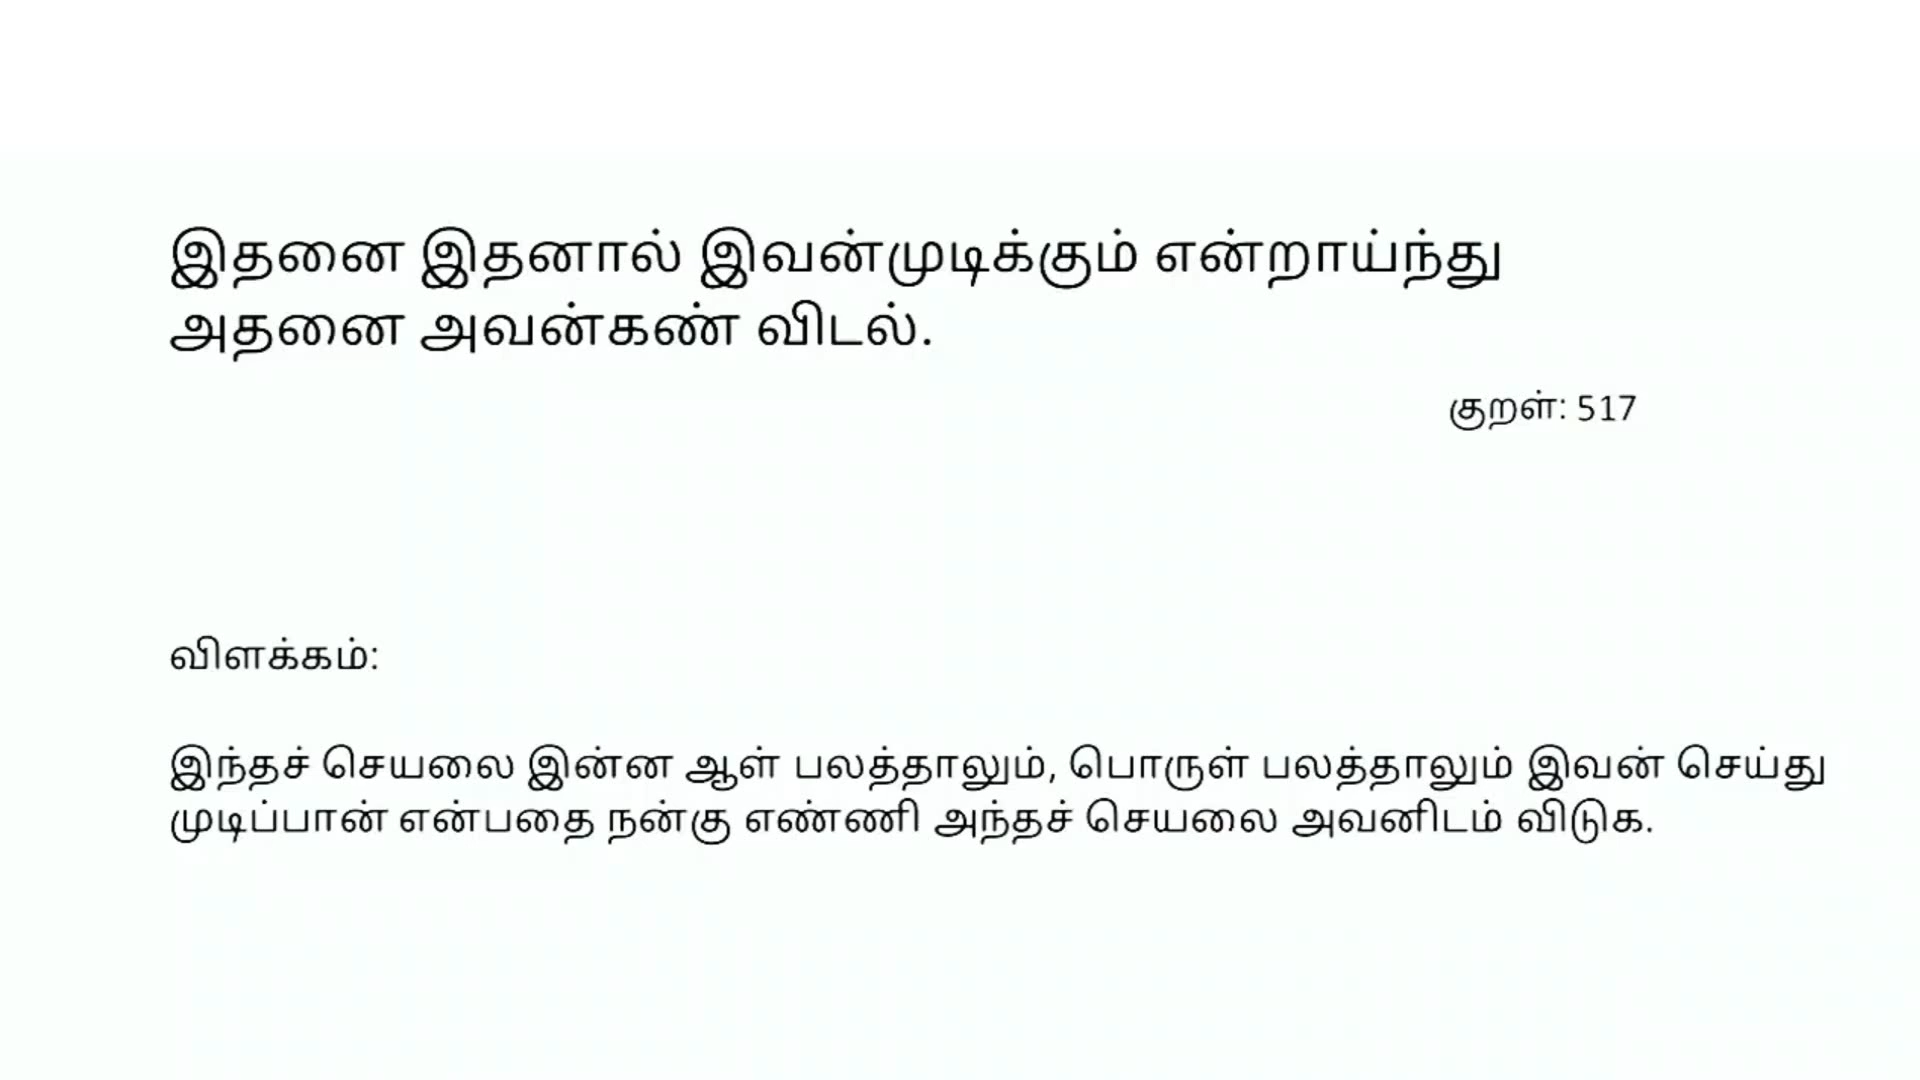 இதனை இதனால் இவன்முடிக்கும் என்றாய்ந்து
அதனை அவன்கண் விடல்.
குறள்: 517
விளக்கம்:
இந்தச் செயலை இன்ன ஆள் பலத்தாலும், பொருள் பலத்தாலும் இவன் செய்து
முடிப்பான் என்பதை நன்கு எண்ணி அந்தச் செயலை அவனிடம் விடுக.